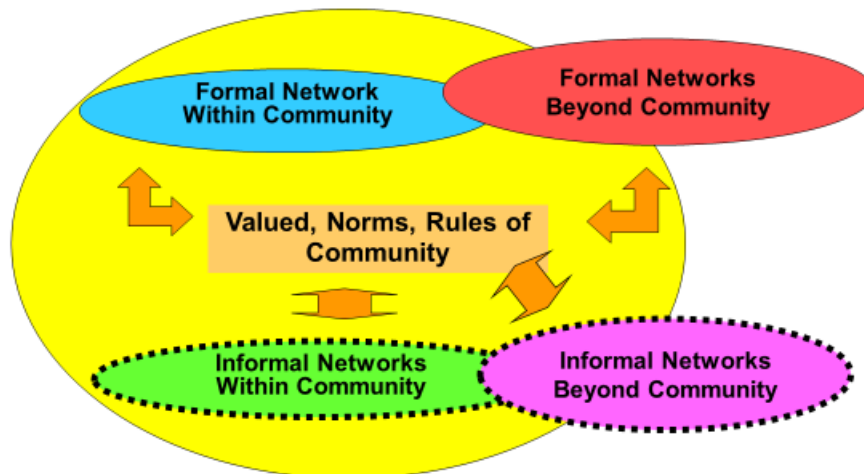 Formal Network
Within Community
Formal Networks
Beyond Community
Valued, Norms, Rules of
Community
Informal Networks
Within Community
Informal Networks
Beyond Community